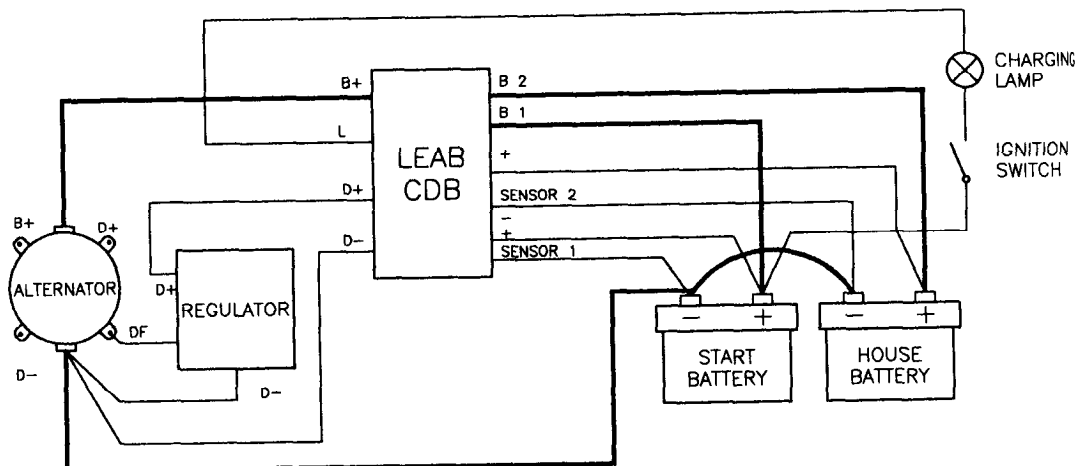 B+
L
D+
D-
LEAB
CDB
B 2
B 1
+
SENSOR 2
-
+
SENSOR 1
CHARGING
LAMP
IGNITION
SWITCH
B+
D+
ALTERNATOR
D-
DF
D+
REGULATOR
D-
- +
START
BATTERY
- +
HOUSE
BATTERY